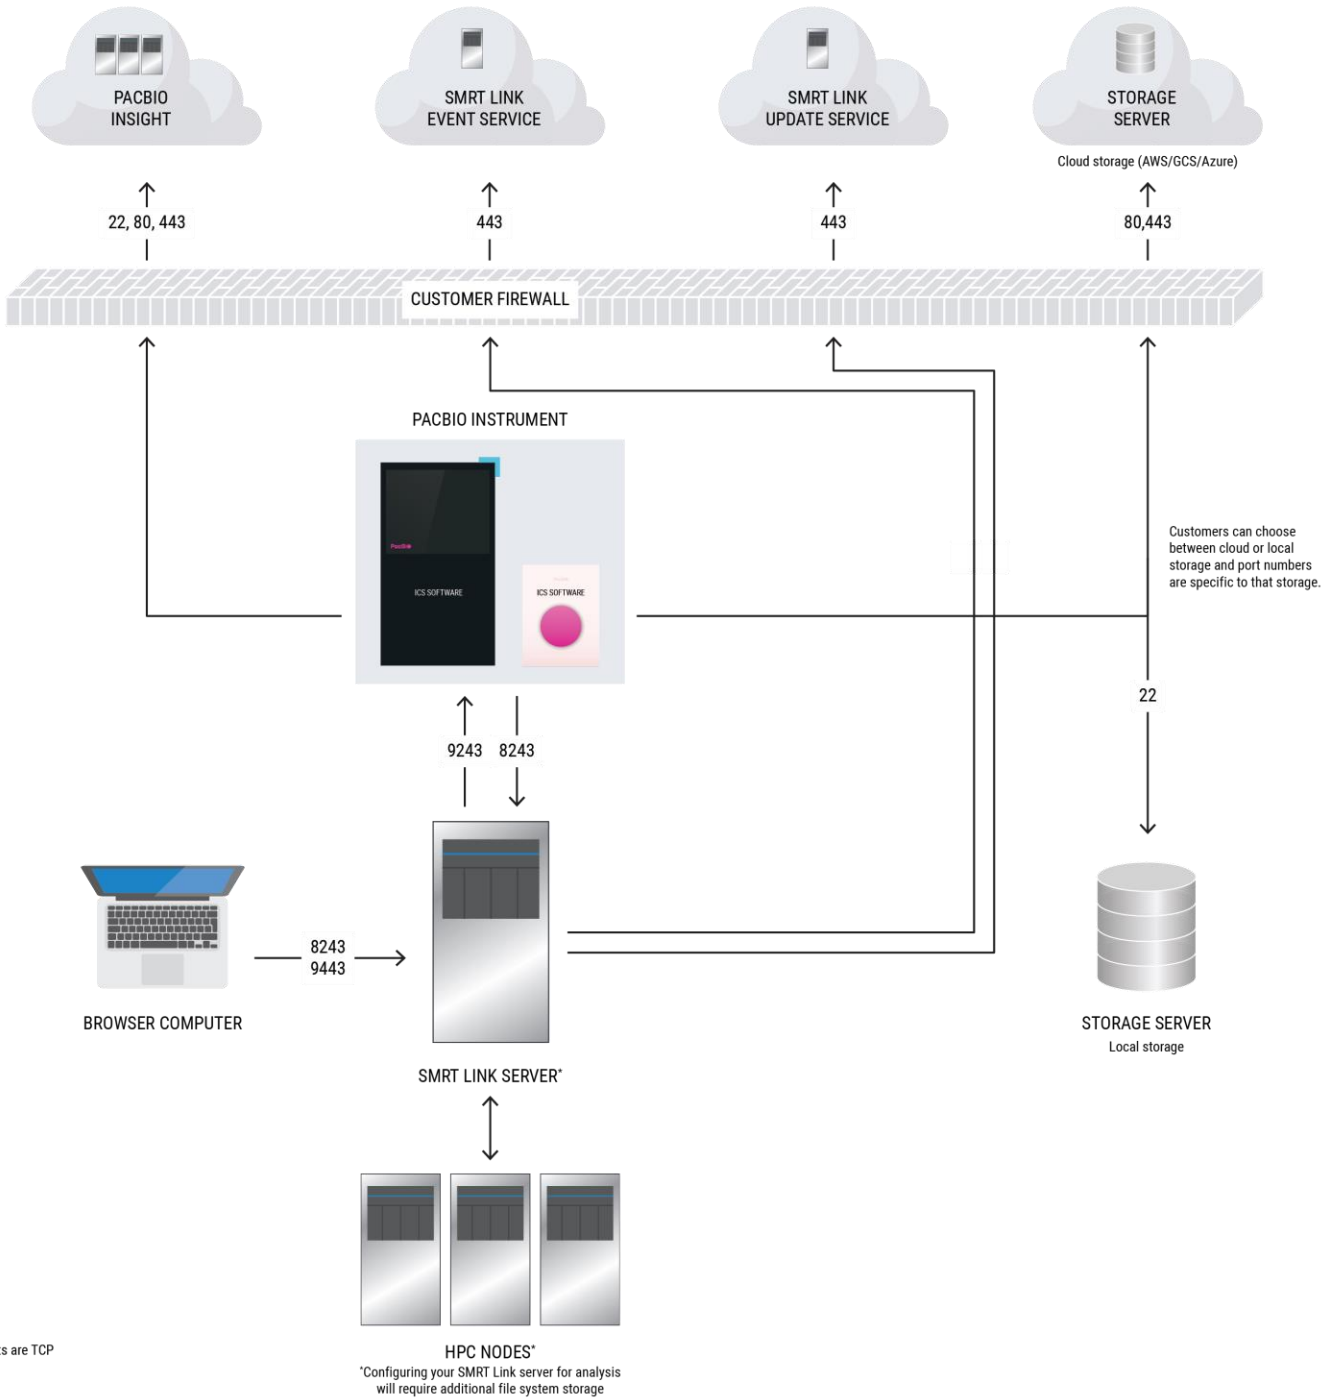 PACBIO
INSIGHT
SMRT LINK
EVENT SERVICE
SMRT LINK
UPDATE SERVICE
STORAGE
SERVER
Cloud storage (AWS/GCS/Azure)
22, 80, 443
443
443
80,443
CUSTOMER FIREWALL
PACBIO INSTRUMENT
PacBio
ICS SOFTWARE
ICS SOFTWARE
Customers can choose
between cloud or local
storage and port numbers
are specific to that storage.
22
9243
8243
8243
9443
BROWSER COMPUTER
SMRT LINK SERVER*
STORAGE SERVER
Local storage
HPC NODES*
*Configuring your SMRT Link server for analysis
will require additional file system storage
are TCP